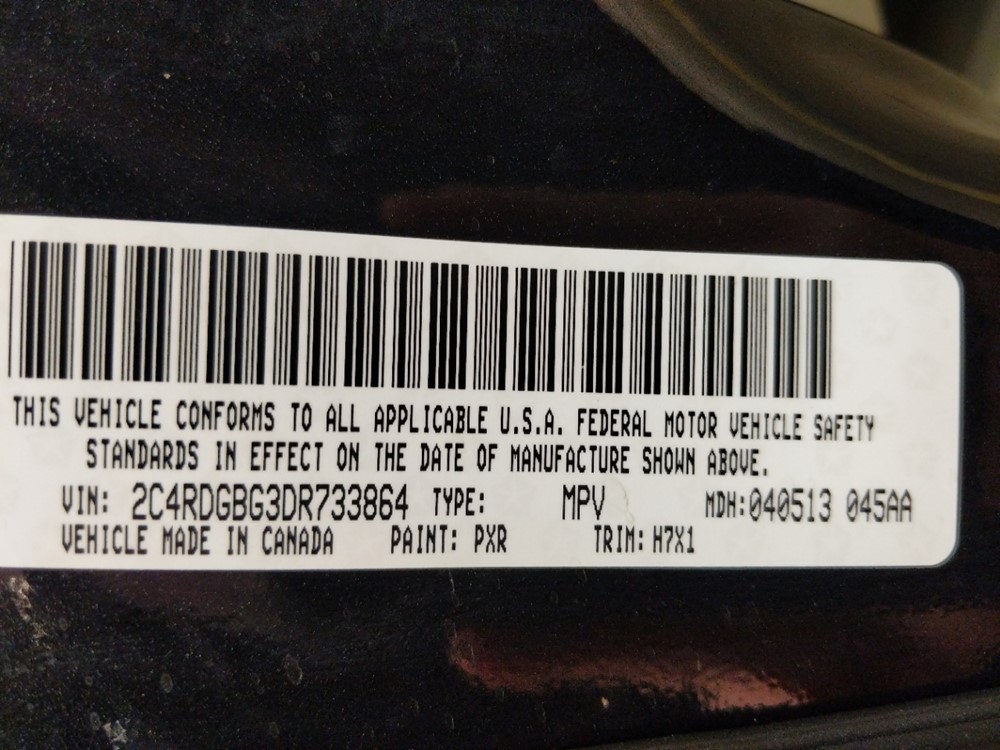 THIS VEHICLE CONFORMS TO ALL APPLICABLE U.S.A. FEDERAL MOTOR VEHICLE SAFETY
STANDARDS IN EFFECT ON THE DATE OF MANUFACTURE SHOWN ABOVE.
VIN: 2C4RDGBG3DR733864 TYPE: MPV MDH:040513 045AA
VEHICLE MADE IN CANADA PAINT: PXR TRIM: H7X1